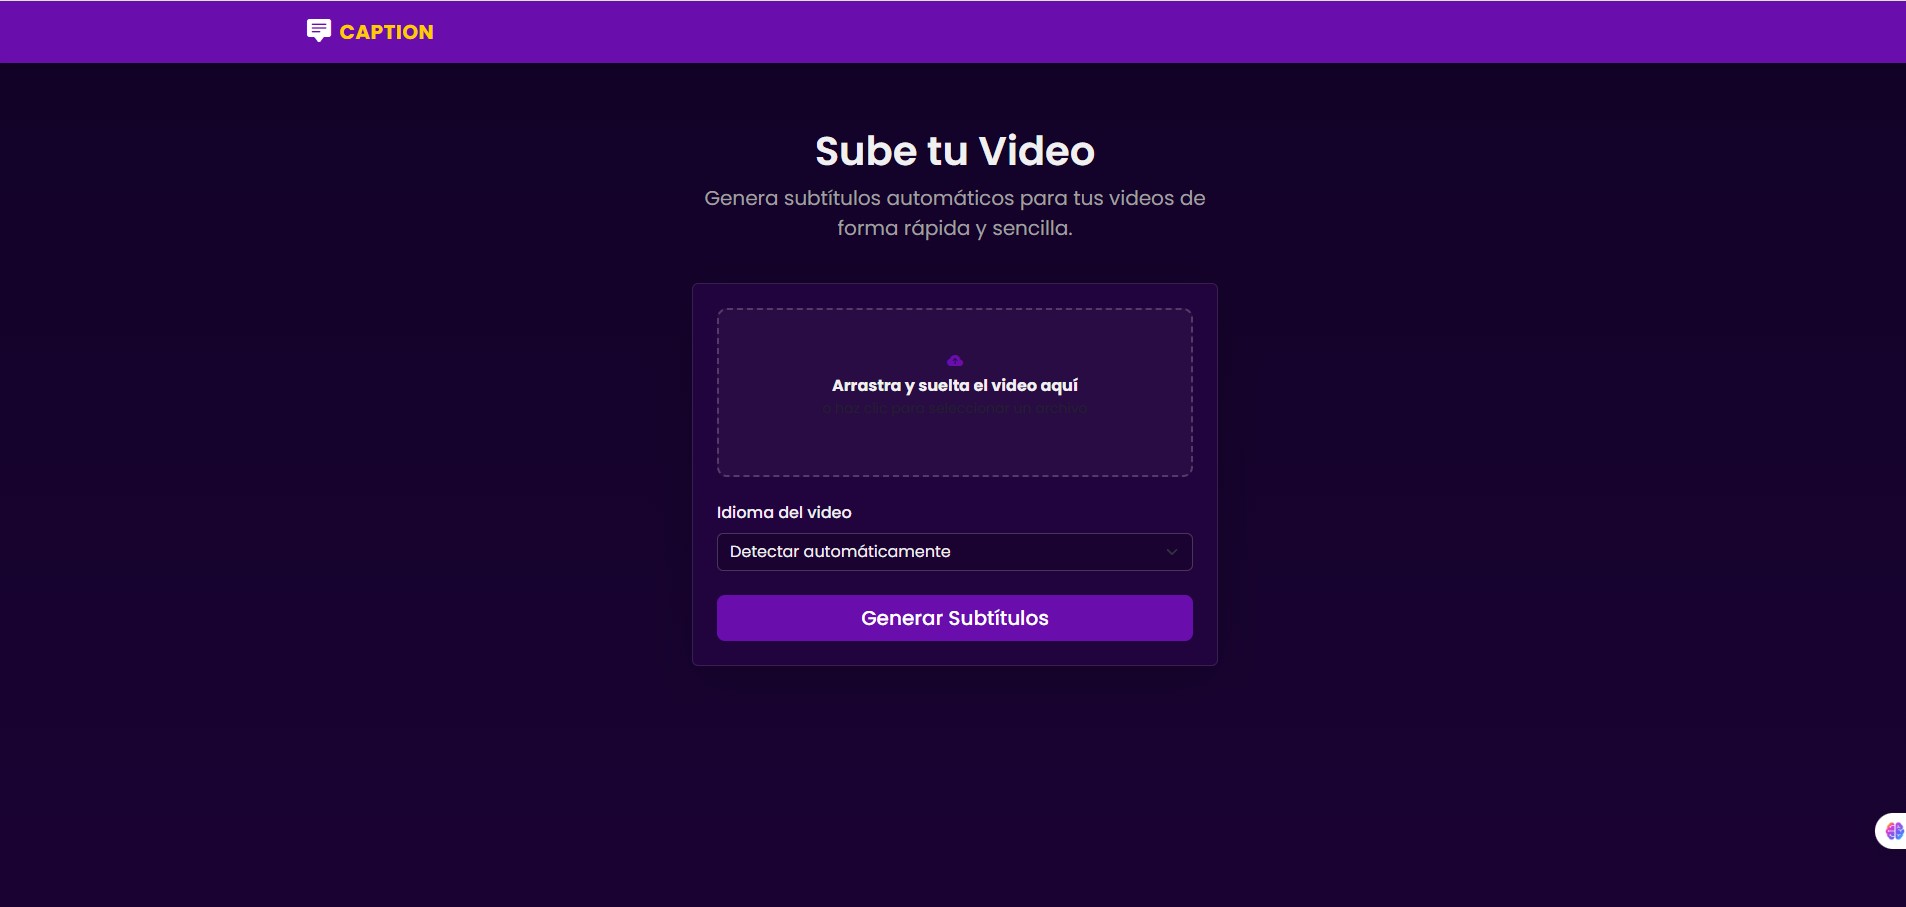 CAPTION
Sube tu Video
Genera subtítulos automáticos para tus videos de
forma rápida y sencilla.
Arrastra y suelta el video aquí
o haz clic para seleccionar un archivo
Idioma del video
Detectar automáticamente
Generar Subtítulos